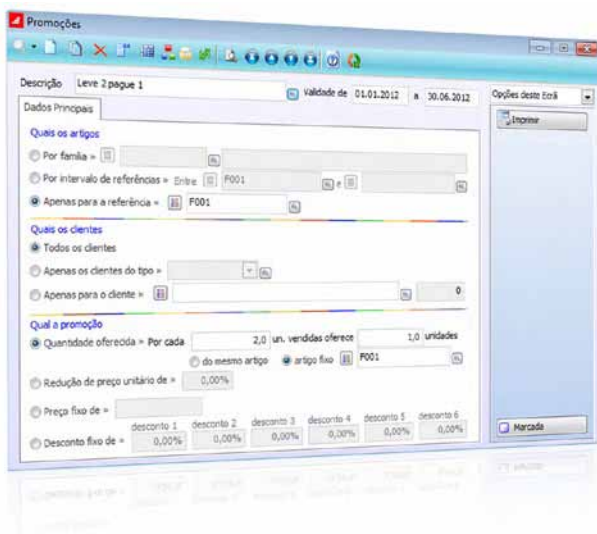 Promoções
Descrição Leve 2 pague 1 validade de 01.01.2012 a 30.06.2012 Opções deste Ecrã
Dados Principais
Imprimir
Quais os artigos
Por família »
Por intervalo de referências » Entre F001 e
Apenas para a referência » F001
Quais os clientes
Todos os clientes
Apenas os clientes do tipo »
Apenas para o cliente » 0
Qual a promoção
Quantidade oferecida » Por cada 2,0 un. vendidas oferece 1,0 unidades
do mesmo artigo artigo fixo F001
Redução de preço unitário de » 0,00%
Preço fixo de »
desconto 1 desconto 2 desconto 3 desconto 4 desconto 5 desconto 6
Desconto fixo de » 0,00% 0,00% 0,00% 0,00% 0,00% 0,00%
Marcada